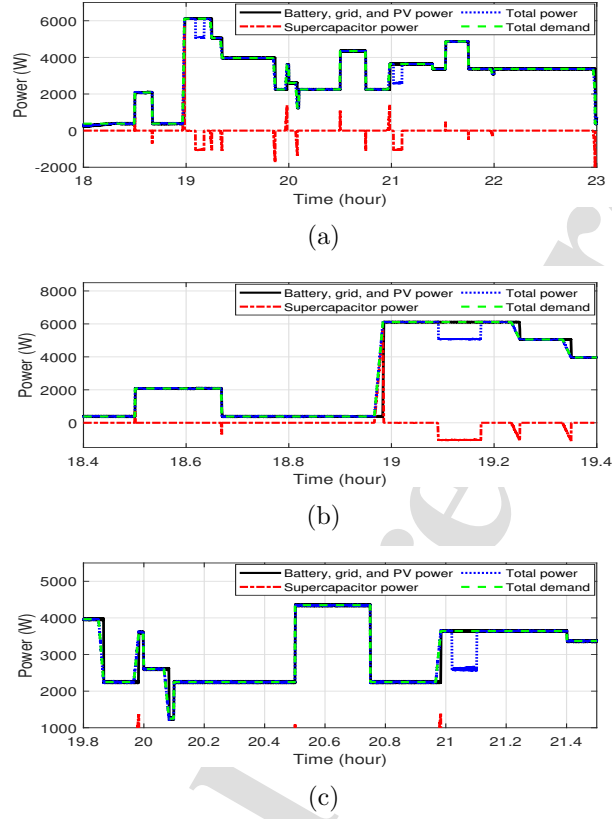 Battery, grid, and PV power Total power
Supercapacitor power Total demand
6000
4000
2000
0
-2000
Power (W)
18 19 20 21 22 23
Time (hour)
(a)
Battery, grid, and PV power Total power
Supercapacitor power Total demand
8000
6000
4000
2000
0
Power (W)
18.4 18.6 18.8 19 19.2 19.4
Time (hour)
(b)
Battery, grid, and PV power Total power
Supercapacitor power Total demand
5000
4000
3000
2000
1000
Power (W)
19.8 20 20.2 20.4 20.6 20.8 21 21.2 21.4
Time (hour)
(c)